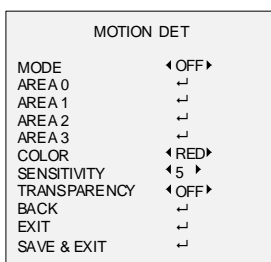 MOTION DET
MODE ◂OFF▸
AREA 0 ↵
AREA 1 ↵
AREA 2 ↵
AREA 3 ↵
COLOR ◂RED▸
SENSITIVITY ◂5 ▸
TRANSPARENCY ◂OFF▸
BACK ↵
EXIT ↵
SAVE & EXIT ↵